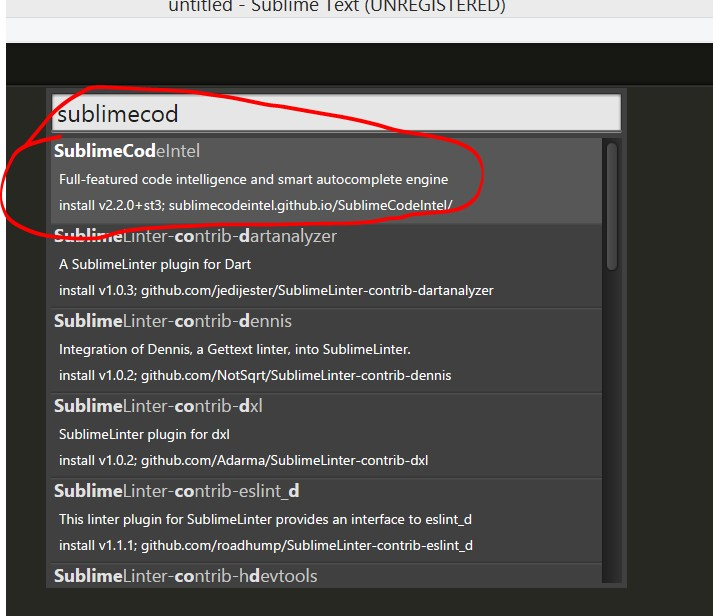 untitled - Sublime Text (UNREGISTERED)
sublimecod
SublimeCodeIntel
Full-featured code intelligence and smart autocomplete engine
install v2.2.0+st3; sublimecodeintel.github.io/SublimeCodeIntel/
SublimeLinter-contrib-dartanalyzer
A SublimeLinter plugin for Dart
install v1.0.3; github.com/jedijester/SublimeLinter-contrib-dartanalyzer
SublimeLinter-contrib-dennis
Integration of Dennis, a Gettext linter, into SublimeLinter.
install v1.0.2; github.com/NotSqrt/SublimeLinter-contrib-dennis
SublimeLinter-contrib-dxl
SublimeLinter plugin for dxl
install v1.0.2; github.com/Adarma/SublimeLinter-contrib-dxl
SublimeLinter-contrib-eslint_d
This linter plugin for SublimeLinter provides an interface to eslint_d
install v1.1.1; github.com/roadhump/SublimeLinter-contrib-eslint_d
SublimeLinter-contrib-hdevtools